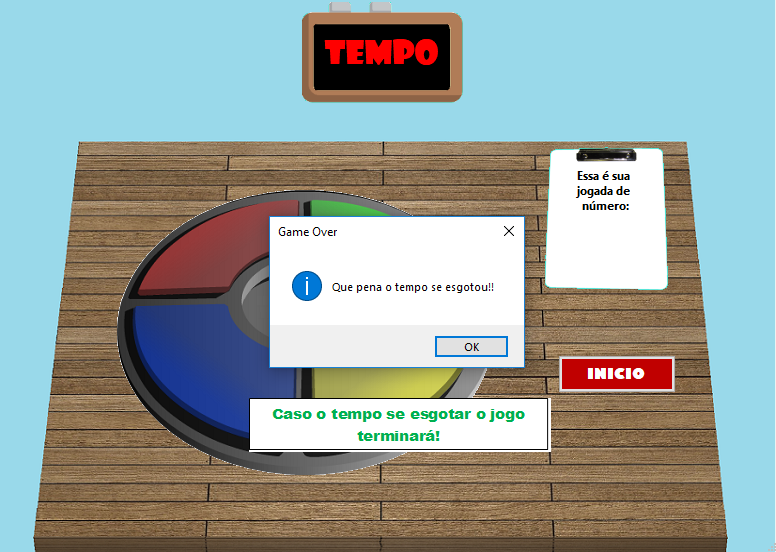 TEMPO
Essa é sua
jogada de
número:
Game Over
Que pena o tempo se esgotou!!
OK
INICIO
Caso o tempo se esgotar o jogo
terminará!